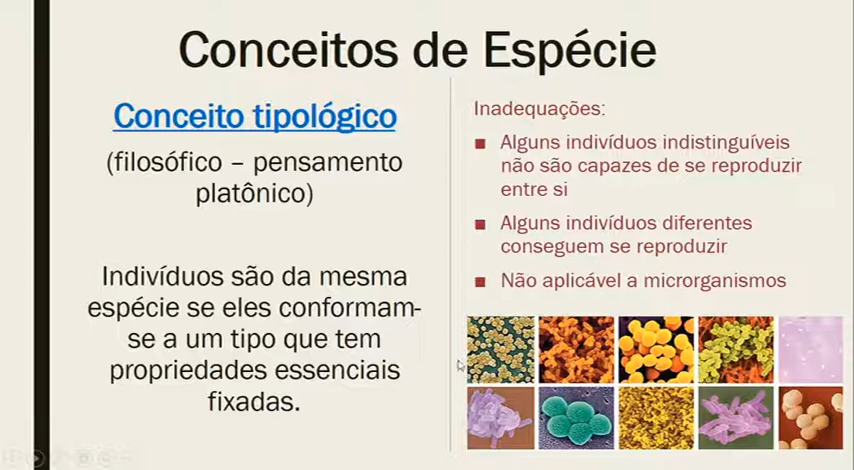 Conceitos de Espécie
Conceito tipológico
(filosófico – pensamento
platônico)
Indivíduos são da mesma
espécie se eles conformam-
se a um tipo que tem
propriedades essenciais
fixadas.
Inadequações:
▪ Alguns indivíduos indistinguíveis
não são capazes de se reproduzir
entre si
▪ Alguns indivíduos diferentes
conseguem se reproduzir
▪ Não aplicável a microrganismos